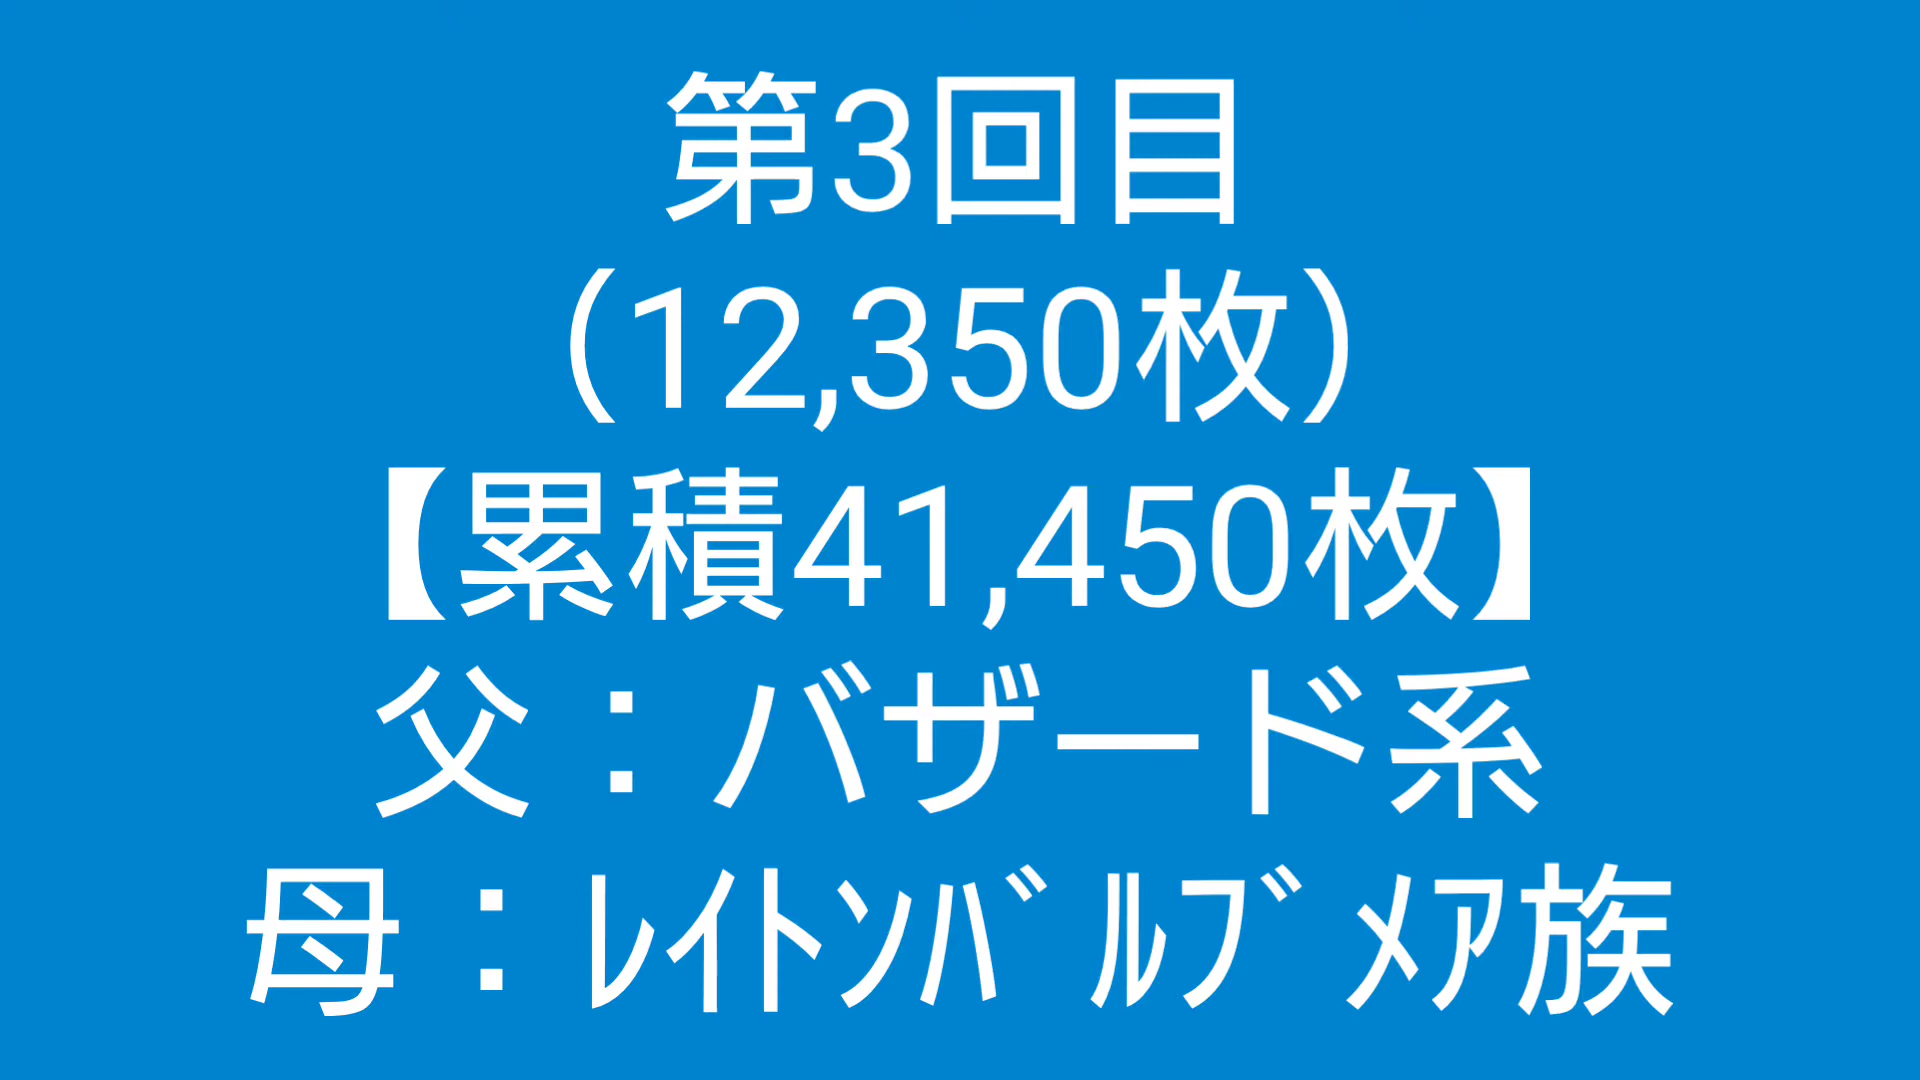 第3回目
（12,350枚）
【累積41,450枚】
父：バザード系
母：ﾚｲﾄﾝﾊﾞﾙﾌﾞﾒｱ族